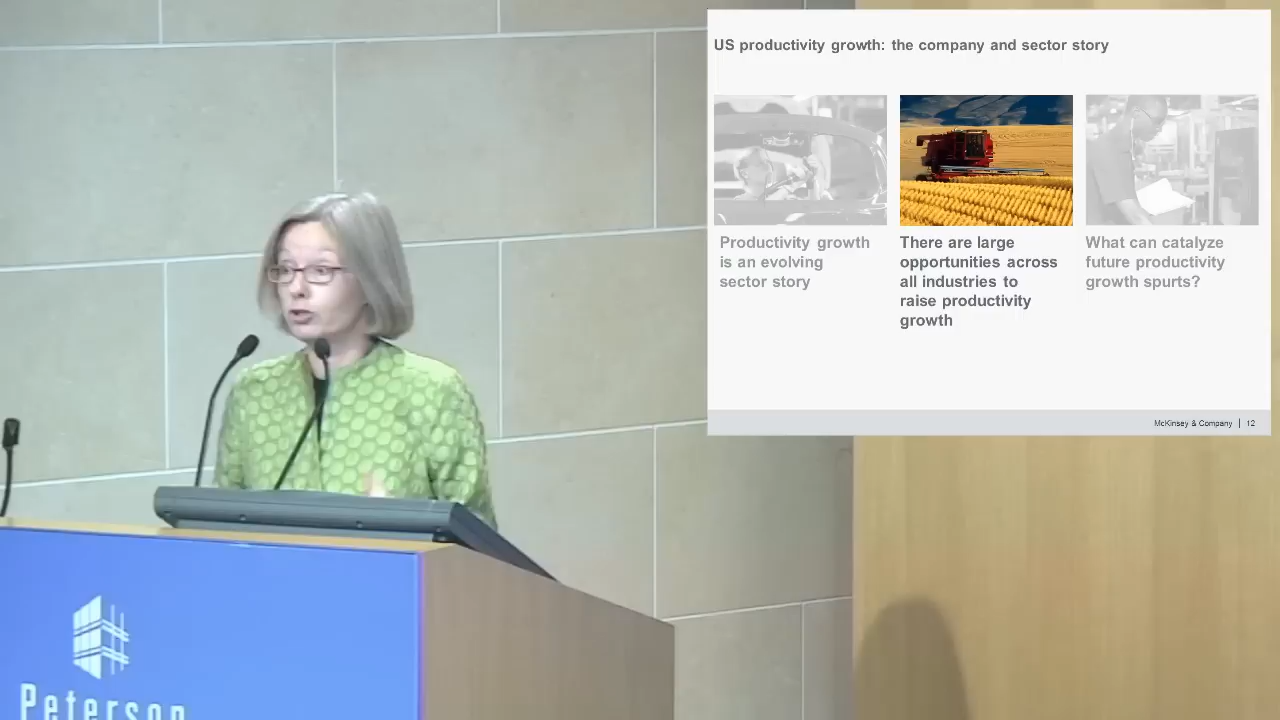 US productivity growth: the company and sector story
Productivity growth
is an evolving
sector story
There are large
opportunities across
all industries to
raise productivity
growth
What can catalyze
future productivity
growth spurts?
McKinsey & Company | 12
Peterson